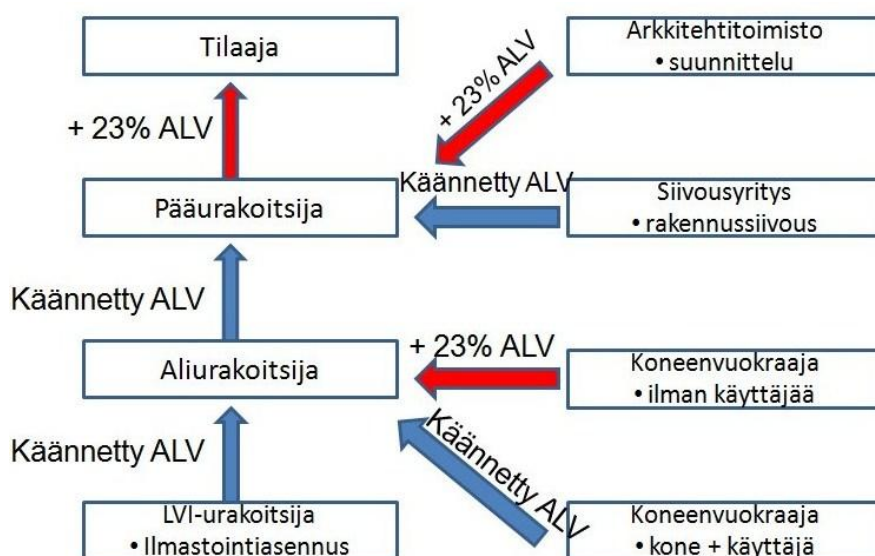 Tilaaja
Arkkitehtitoimisto
• suunnittelu
+ 23% ALV
+ 23% ALV
Käännetty ALV
Pääurakoitsija
Siivousyritys
• rakennussiivous
Käännetty ALV
+ 23% ALV
Aliurakoitsija
Koneenvuokraaja
• ilman käyttäjää
Käännetty ALV
Käännetty ALV
LVI-urakoitsija
• Ilmastointiasennus
Koneenvuokraaja
• kone + käyttäjä